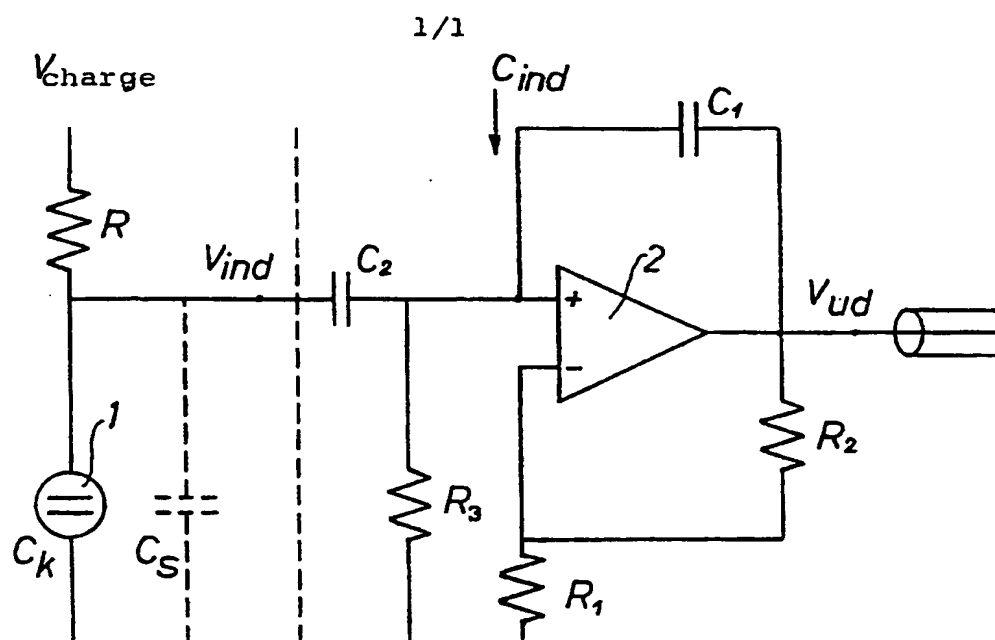 1/1
Vcharge
Cind
C₁
R
Vind
C₂
2
+
Vud
−
1
R₂
R₃
Ck
Cs
R₁